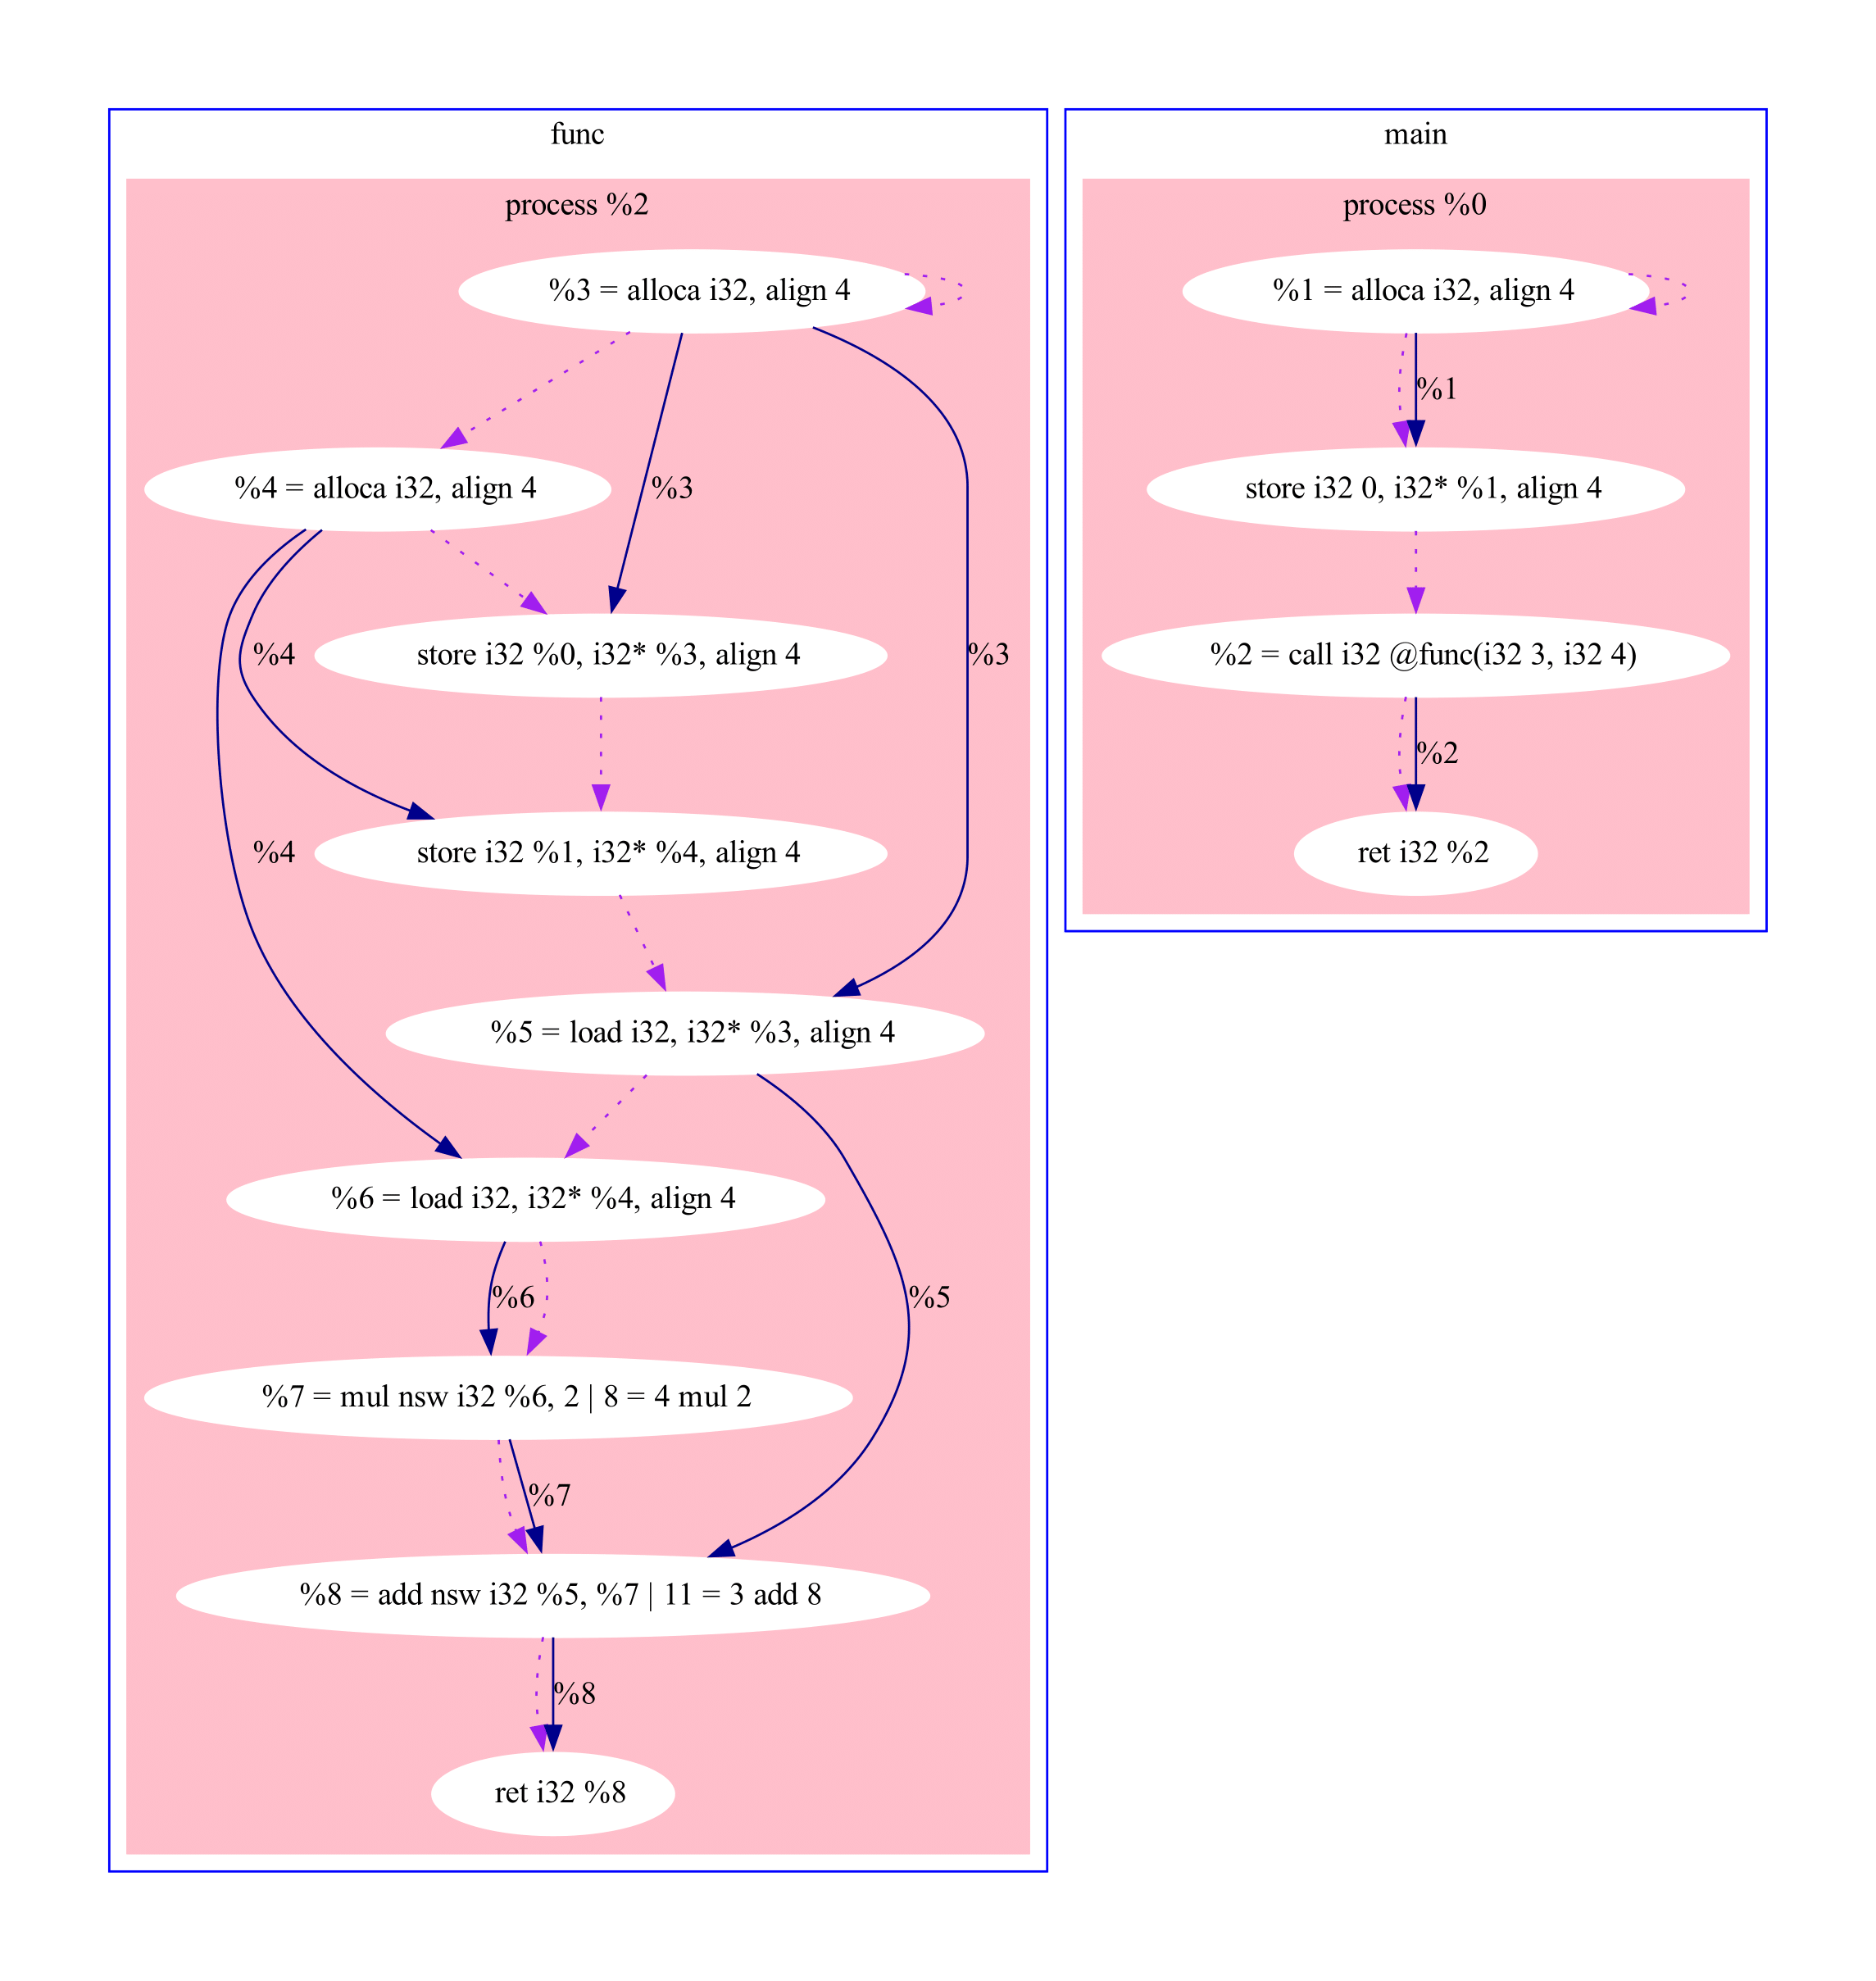 func
process %2
%3 = alloca i32, align 4
%4 = alloca i32, align 4
%3
store i32 %0, i32* %3, align 4
%4
%3
store i32 %1, i32* %4, align 4
%4
%5 = load i32, i32* %3, align 4
%6 = load i32, i32* %4, align 4
%6
%5
%7 = mul nsw i32 %6, 2 | 8 = 4 mul 2
%7
%8 = add nsw i32 %5, %7 | 11 = 3 add 8
%8
ret i32 %8
main
process %0
%1 = alloca i32, align 4
%1
store i32 0, i32* %1, align 4
%2 = call i32 @func(i32 3, i32 4)
%2
ret i32 %2